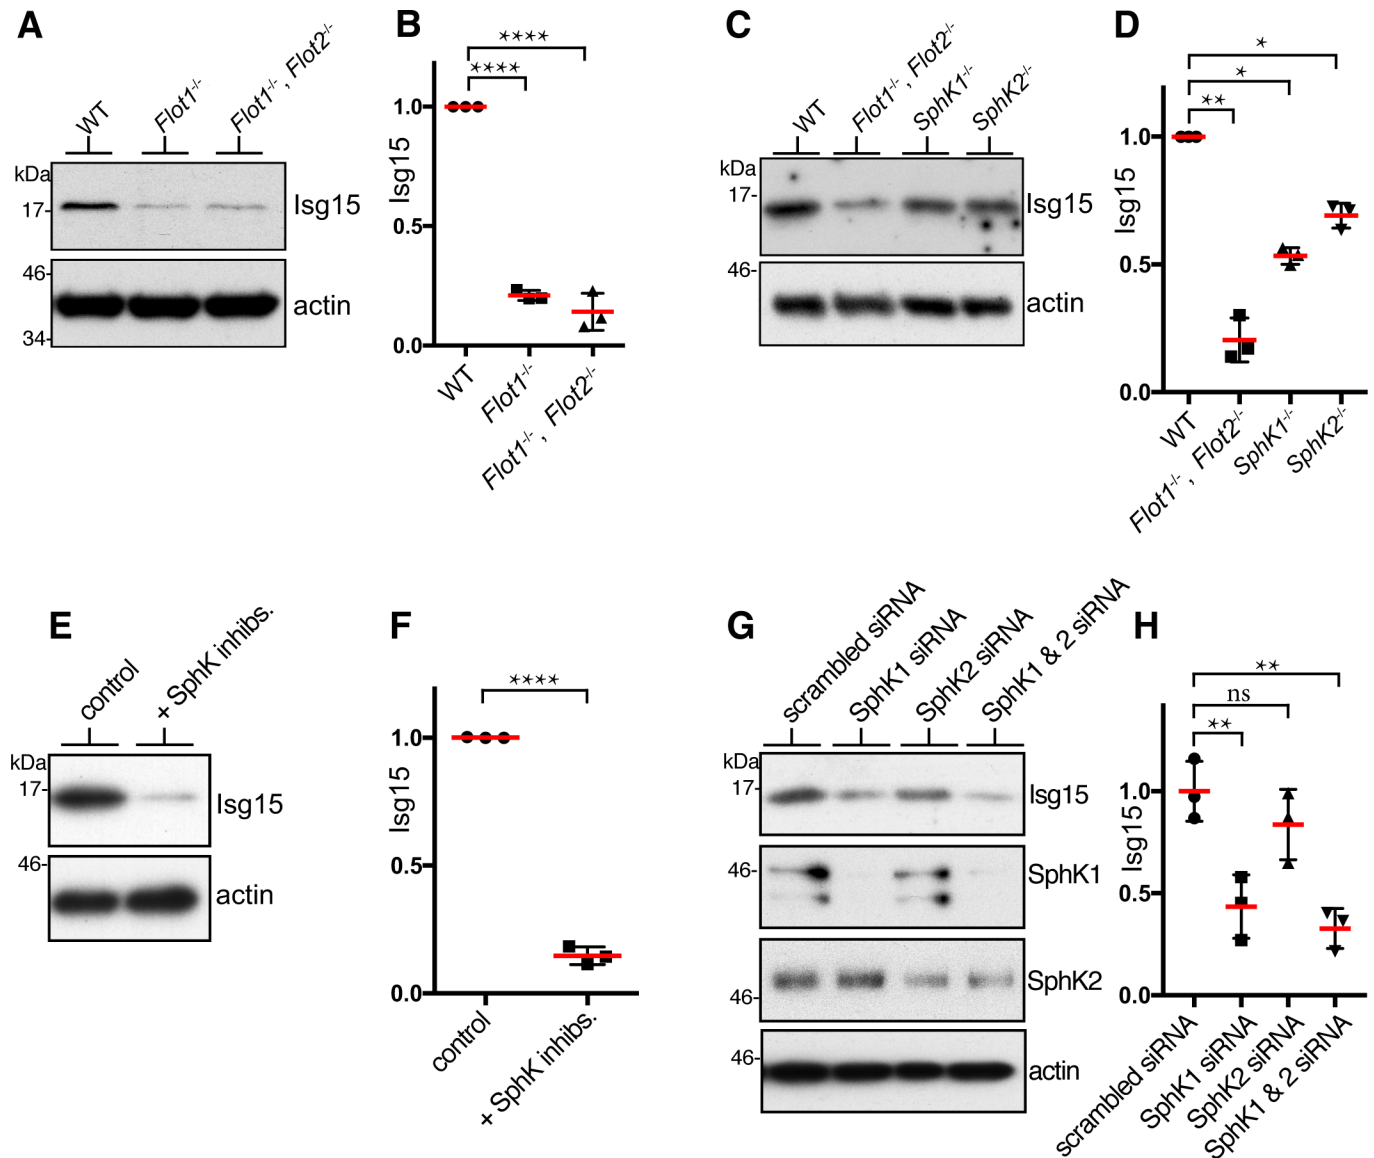 A
WT
Flot1-/-
Flot1-/-, Flot2-/-
kDa
17-
Isg15
46-
34-
actin
B
****
****
Isg15
1.0
0.5
0.0
WT
Flot1-/-
Flot1-/-, Flot2-/-
C
WT
Flot1-/-, Flot2-/-
SphK1-/-
SphK2-/-
kDa
17-
Isg15
46-
actin
D
*
*
**
Isg15
1.0
0.5
0.0
WT
Flot1-/-, Flot2-/-
SphK1-/-
SphK2-/-
E
control
+ SphK inhibs.
kDa
17-
Isg15
46-
actin
F
****
Isg15
1.0
0.5
0.0
control
+ SphK inhibs.
G
scrambled siRNA
SphK1 siRNA
SphK2 siRNA
SphK1 & 2 siRNA
kDa
17-
Isg15
46-
SphK1
46-
SphK2
46-
actin
H
**
ns
**
Isg15
1.0
0.5
0.0
scrambled siRNA
SphK1 siRNA
SphK2 siRNA
SphK1 & 2 siRNA